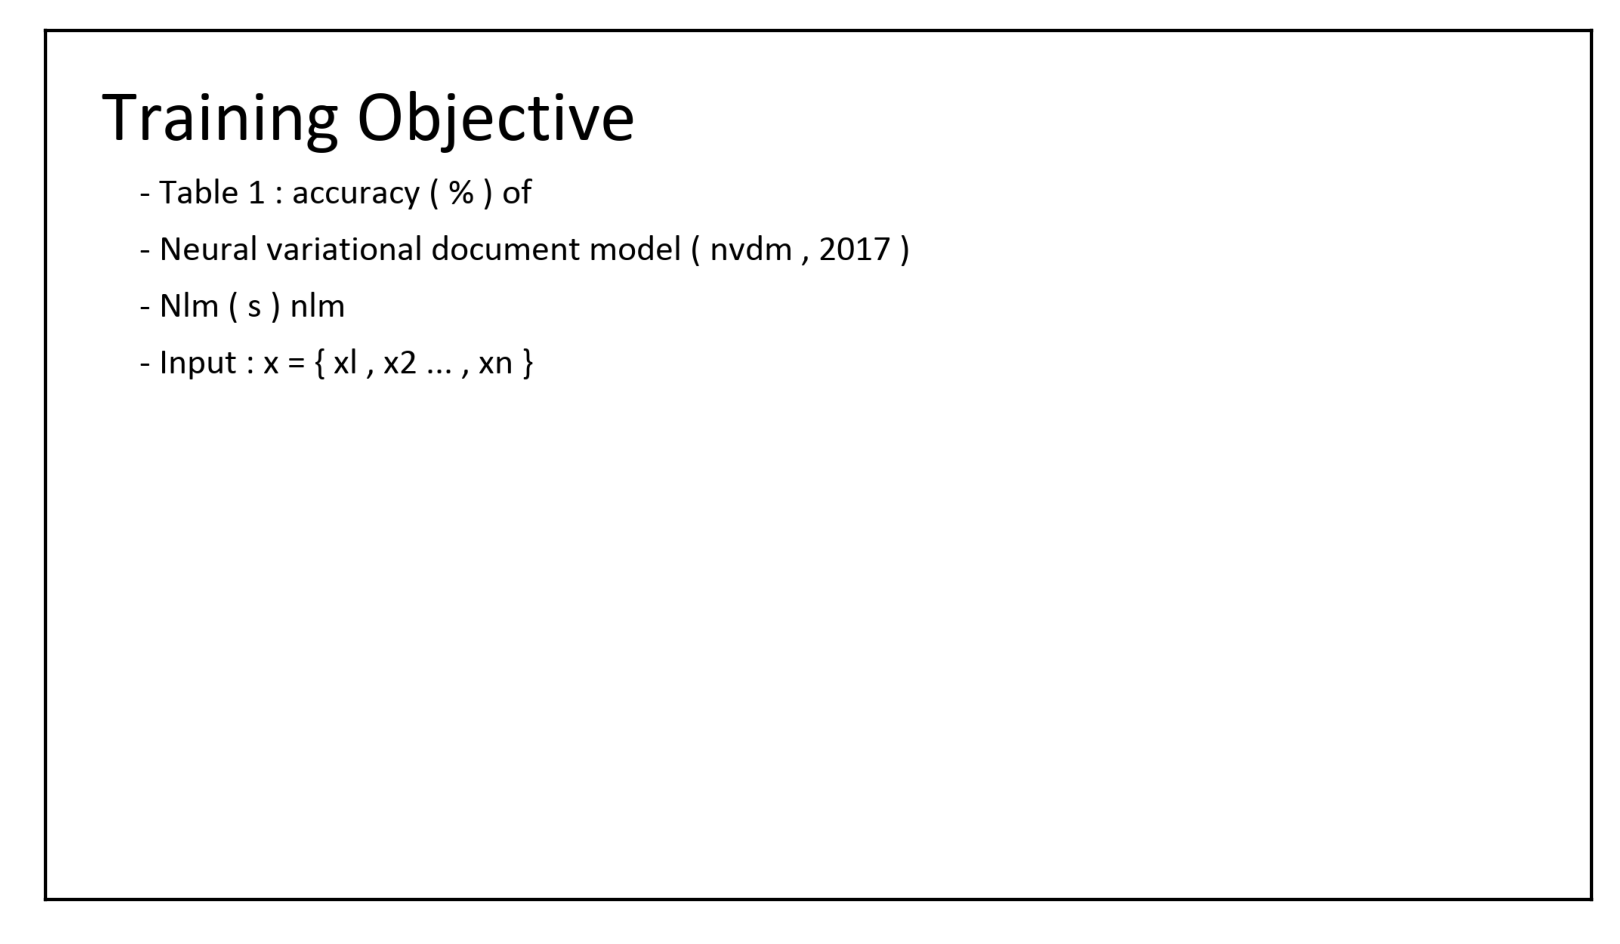 Training Objective
- Table 1 : accuracy ( % ) of
- Neural variational document model ( nvdm , 2017 )
- Nlm ( s ) nlm
- Input : x = { xl , x2 ... , xn }